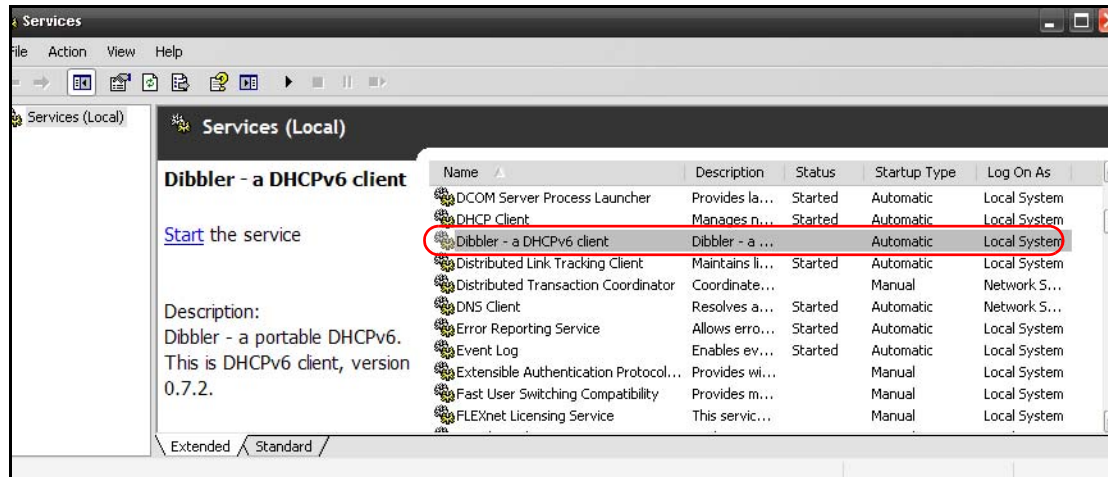 Services
File Action View Help
Services (Local)
Services (Local)
Dibbler - a DHCPv6 client
Start the service
Description:
Dibbler - a portable DHCPv6.
This is DHCPv6 client, version
0.7.2.
Name Description Status Startup Type Log On As
DCOM Server Process Launcher Provides la... Started Automatic Local System
DHCP Client Manages n... Started Automatic Local System
Dibbler - a DHCPv6 client Dibbler - a ... Automatic Local System
Distributed Link Tracking Client Maintains li... Started Automatic Local System
Distributed Transaction Coordinator Coordinate... Manual Network S...
DNS Client Resolves a... Started Automatic Network S...
Error Reporting Service Allows erro... Started Automatic Local System
Event Log Enables ev... Started Automatic Local System
Extensible Authentication Protocol... Provides wi... Manual Local System
Fast User Switching Compatibility Provides m... Manual Local System
FLEXnet Licensing Service This servic... Manual Local System
Extended Standard